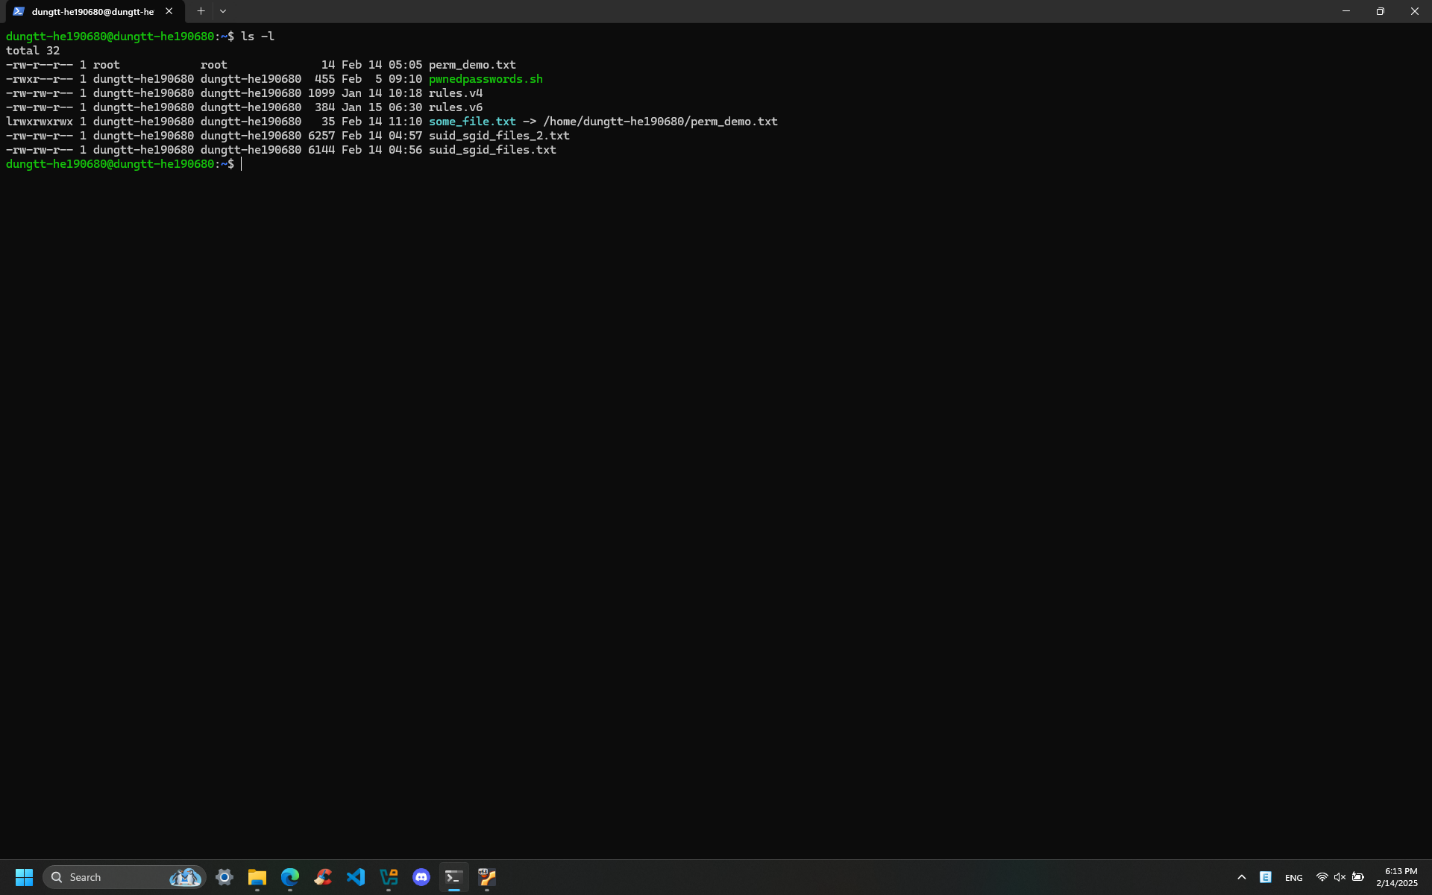 dungtt-he190680@dungtt-he
dungtt-he190680@dungtt-he190680:~$ ls -l
total 32
-rw-r--r-- 1 root            root              14 Feb 14 05:05 perm_demo.txt
-rwxr--r-- 1 dungtt-he190680 dungtt-he190680  455 Feb  5 09:10 pwnedpasswords.sh
-rw-rw-r-- 1 dungtt-he190680 dungtt-he190680 1099 Jan 14 10:18 rules.v4
-rw-rw-r-- 1 dungtt-he190680 dungtt-he190680  384 Jan 15 06:30 rules.v6
lrwxrwxrwx 1 dungtt-he190680 dungtt-he190680   35 Feb 14 11:10 some_file.txt -> /home/dungtt-he190680/perm_demo.txt
-rw-rw-r-- 1 dungtt-he190680 dungtt-he190680 6257 Feb 14 04:57 suid_sgid_files_2.txt
-rw-rw-r-- 1 dungtt-he190680 dungtt-he190680 6144 Feb 14 04:56 suid_sgid_files.txt
dungtt-he190680@dungtt-he190680:~$
Search
E
ENG
6:13 PM
2/14/2025